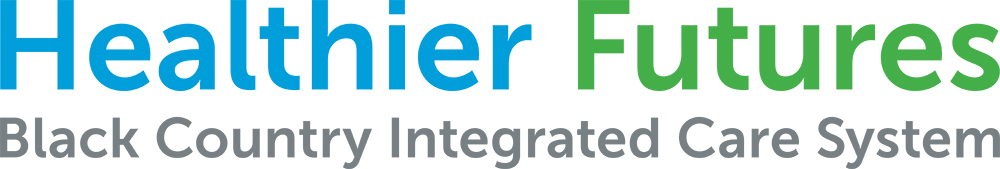 Healthier Futures
Black Country Integrated Care System